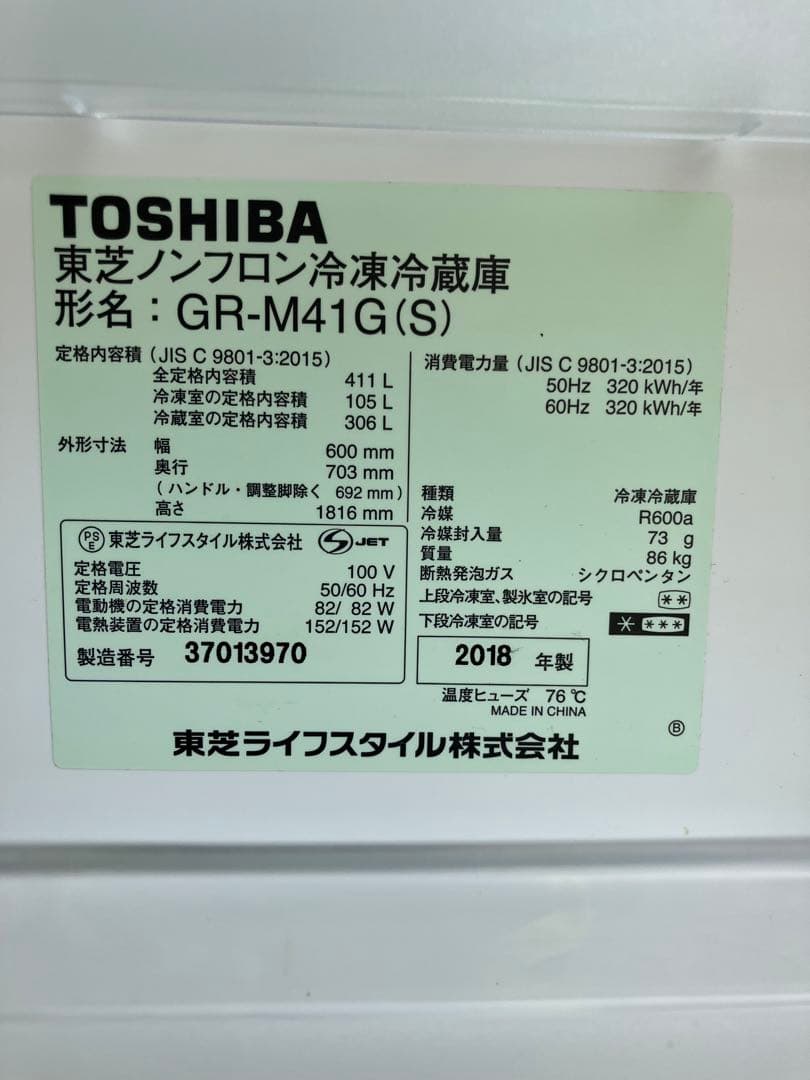 TOSHIBA
東芝ノンフロン冷凍冷蔵庫
形名：GR-M41G(S)
定格内容積 (JIS C 9801-3:2015)
全定格内容積 411 L
冷凍室の定格内容積 105 L
冷蔵室の定格内容積 306 L
外形寸法 幅 600 mm
奥行 703 mm
(ハンドル・調整脚除く 692 mm)
高さ 1816 mm
PSE 東芝ライフスタイル株式会社 S JET
定格電圧 100 V
定格周波数 50/60 Hz
電動機の定格消費電力 82/ 82 W
電熱装置の定格消費電力 152/152 W
製造番号 37013970
消費電力量 (JIS C 9801-3:2015)
50Hz 320 kWh/年
60Hz 320 kWh/年
種類 冷凍冷蔵庫
冷媒 R600a
冷媒封入量 73 g
質量 86 kg
断熱発泡ガス シクロペンタン
上段冷凍室、製氷室の記号 **
下段冷凍室の記号 * ***
2018 年製
温度ヒューズ 76 ℃
MADE IN CHINA
Ⓑ
東芝ライフスタイル株式会社